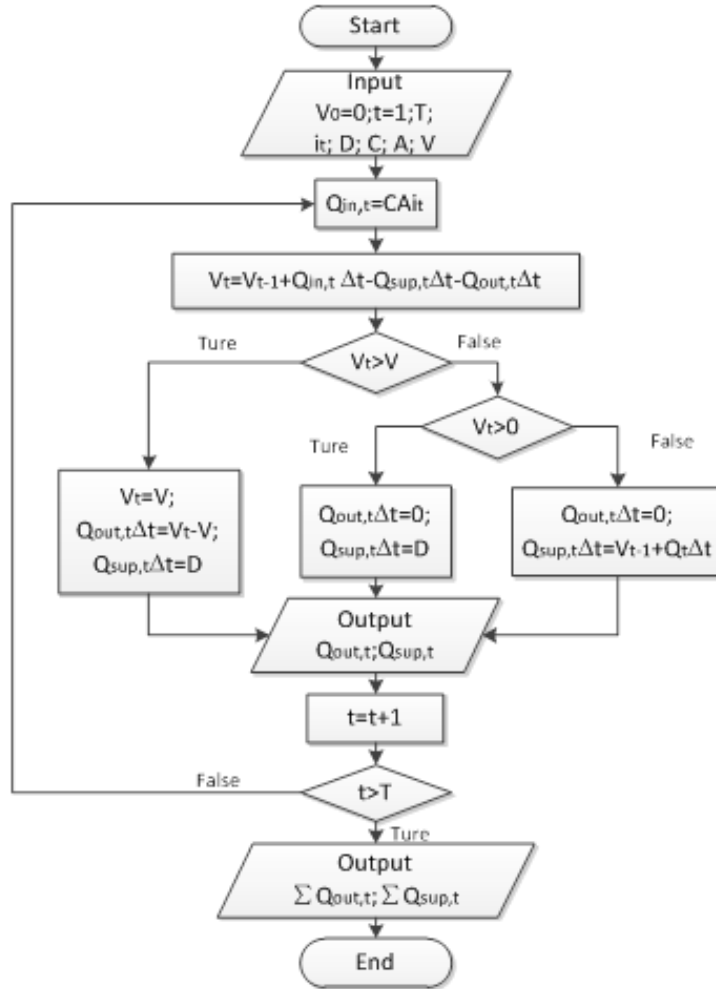 Start
Input
V0=0;t=1;T;
it; D; C; A; V
Qin,t=CAit
Vt=Vt-1+Qin,t Δt-Qsup,tΔt-Qout,tΔt
Ture
False
Vt>V
Vt>0
Ture
False
Vt=V;
Qout,tΔt=Vt-V;
Qsup,tΔt=D
Qout,tΔt=0;
Qsup,tΔt=D
Qout,tΔt=0;
Qsup,tΔt=Vt-1+QtΔt
Output
Qout,t;Qsup,t
t=t+1
False
t>T
Ture
Output
Σ Qout,t; Σ Qsup,t
End